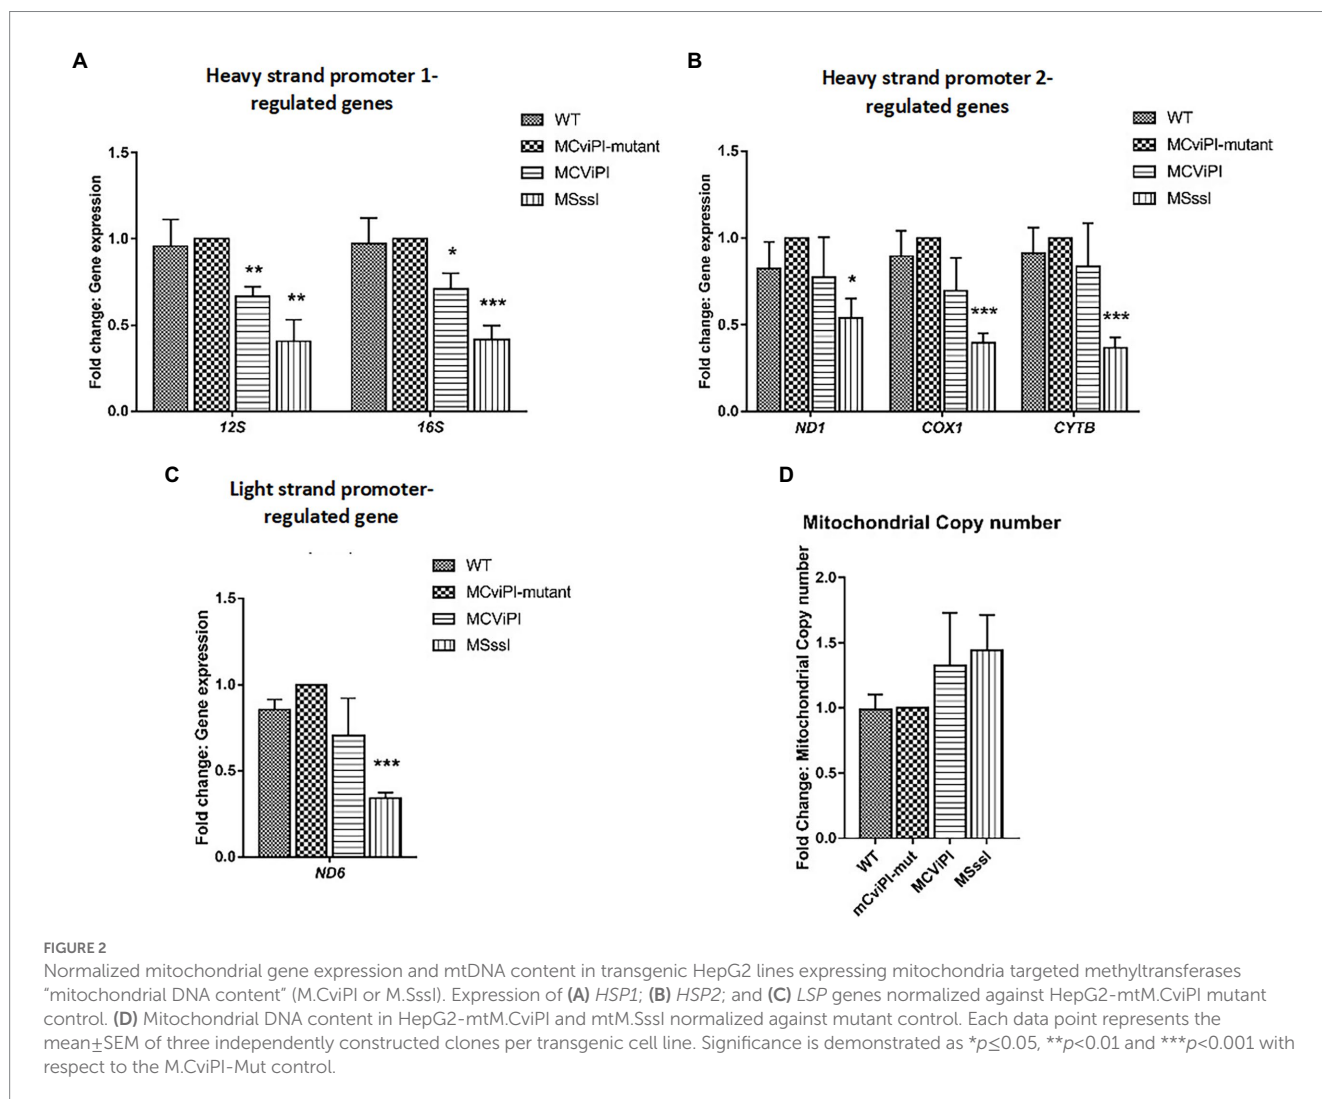 A
Heavy strand promoter 1-
regulated genes
WT
MCviPI-mutant
MCViPI
MSssI
Fold change: Gene expression
1.5
1.0
0.5
0.0
**
**
*
***
12S
16S
B
Heavy strand promoter 2-
regulated genes
WT
MCviPI-mutant
MCViPI
MSssI
Fold change: Gene expression
1.5
1.0
0.5
0.0
*
***
***
ND1
COX1
CYTB
C
Light strand promoter-
regulated gene
WT
MCviPI-mutant
MCViPI
MSssI
Fold change: Gene expression
1.5
1.0
0.5
0.0
***
ND6
D
Mitochondrial Copy number
Fold Change: Mitochondrial Copy number
2.0
1.5
1.0
0.5
0.0
WT
mCviPI-mut
MCViPI
MSssI
FIGURE 2
Normalized mitochondrial gene expression and mtDNA content in transgenic HepG2 lines expressing mitochondria targeted methyltransferases
“mitochondrial DNA content” (M.CviPI or M.SssI). Expression of (A) HSP1; (B) HSP2; and (C) LSP genes normalized against HepG2-mtM.CviPI mutant
control. (D) Mitochondrial DNA content in HepG2-mtM.CviPI and mtM.SssI normalized against mutant control. Each data point represents the
mean±SEM of three independently constructed clones per transgenic cell line. Significance is demonstrated as *p≤0.05, **p<0.01 and ***p<0.001 with
respect to the M.CviPI-Mut control.